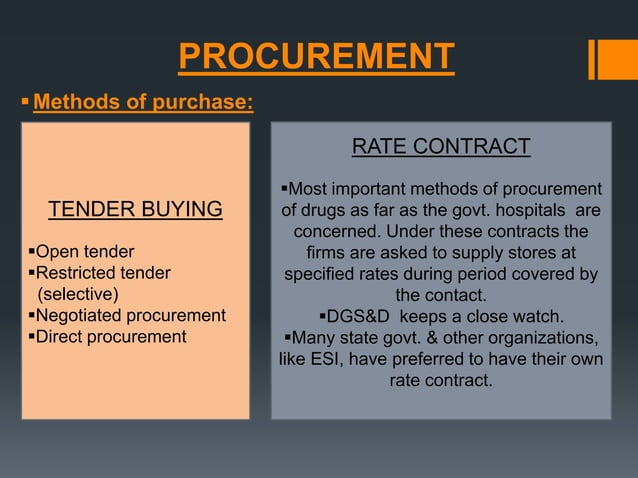 PROCUREMENT
▪Methods of purchase:
TENDER BUYING
▪Open tender
▪Restricted tender
(selective)
▪Negotiated procurement
▪Direct procurement
RATE CONTRACT
▪Most important methods of procurement
of drugs as far as the govt. hospitals are
concerned. Under these contracts the
firms are asked to supply stores at
specified rates during period covered by
the contact.
▪DGS&D keeps a close watch.
▪Many state govt. & other organizations,
like ESI, have preferred to have their own
rate contract.